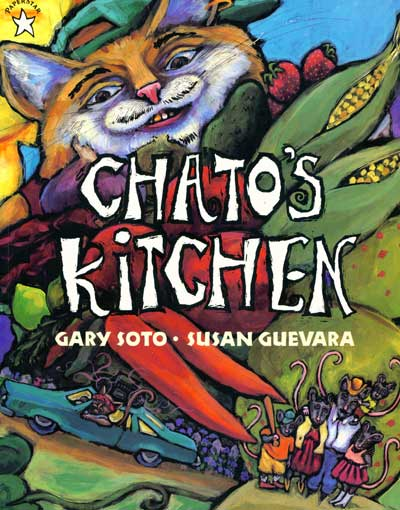 PAPERSTAR
CHATO'S
KITCHEN
GARY SOTO • SUSAN GUEVARA